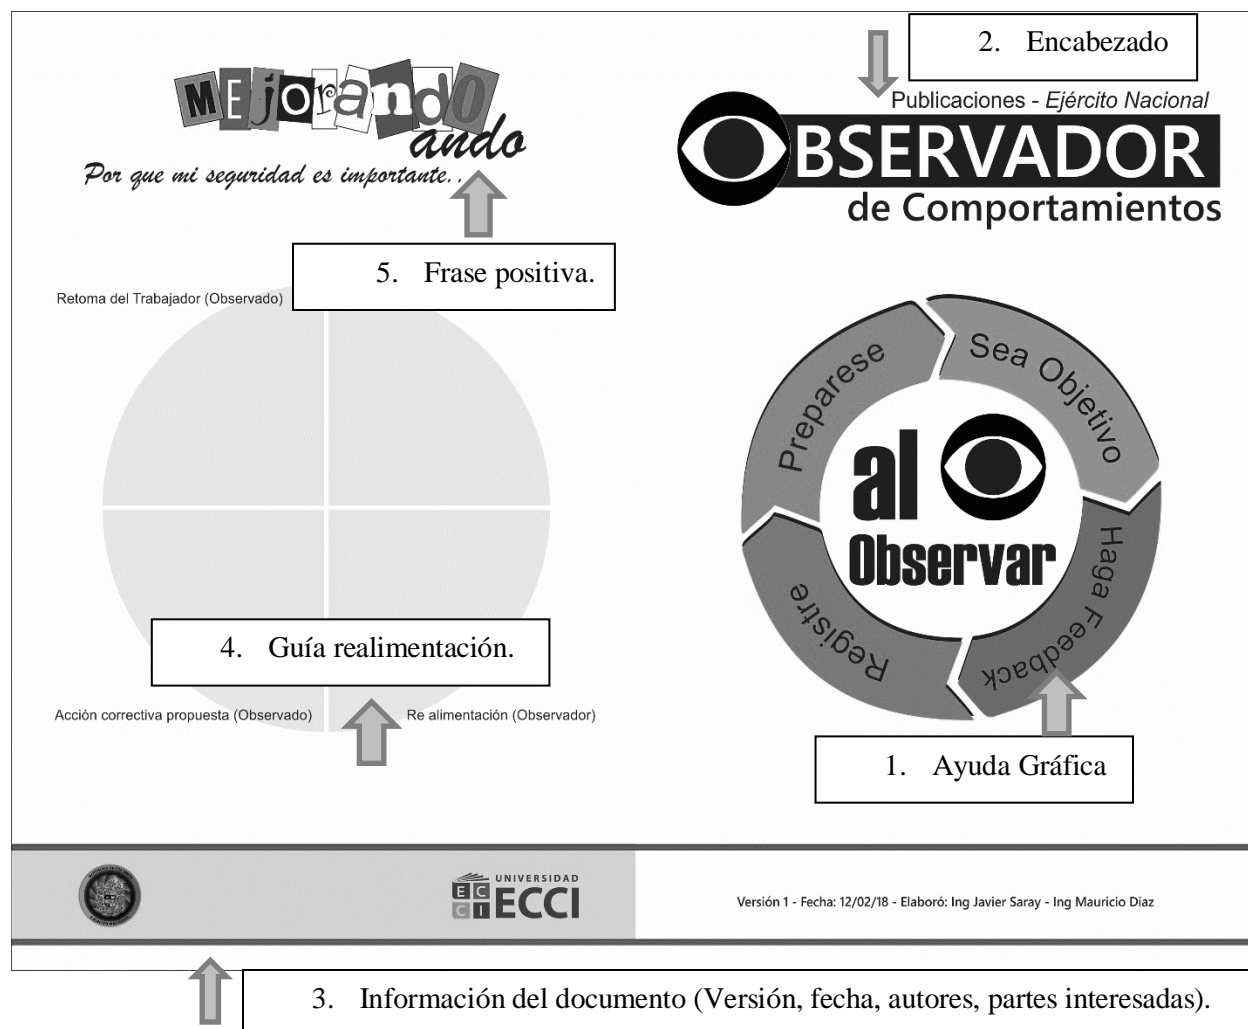 2. Encabezado
MEjorando
ando
Por que mi seguridad es importante..
Publicaciones - Ejército Nacional
OBSERVADOR
de Comportamientos
5. Frase positiva.
Retoma del Trabajador (Observado)
Preparese
Sea Objetivo
Haga Feedback
Registre
al
Observar
4. Guía realimentación.
Acción correctiva propuesta (Observado)
Re alimentación (Observador)
1. Ayuda Gráfica
UNIVERSIDAD
ECCI
ECCI
Versión 1 - Fecha: 12/02/18 - Elaboró: Ing Javier Saray - Ing Mauricio Diaz
3. Información del documento (Versión, fecha, autores, partes interesadas).